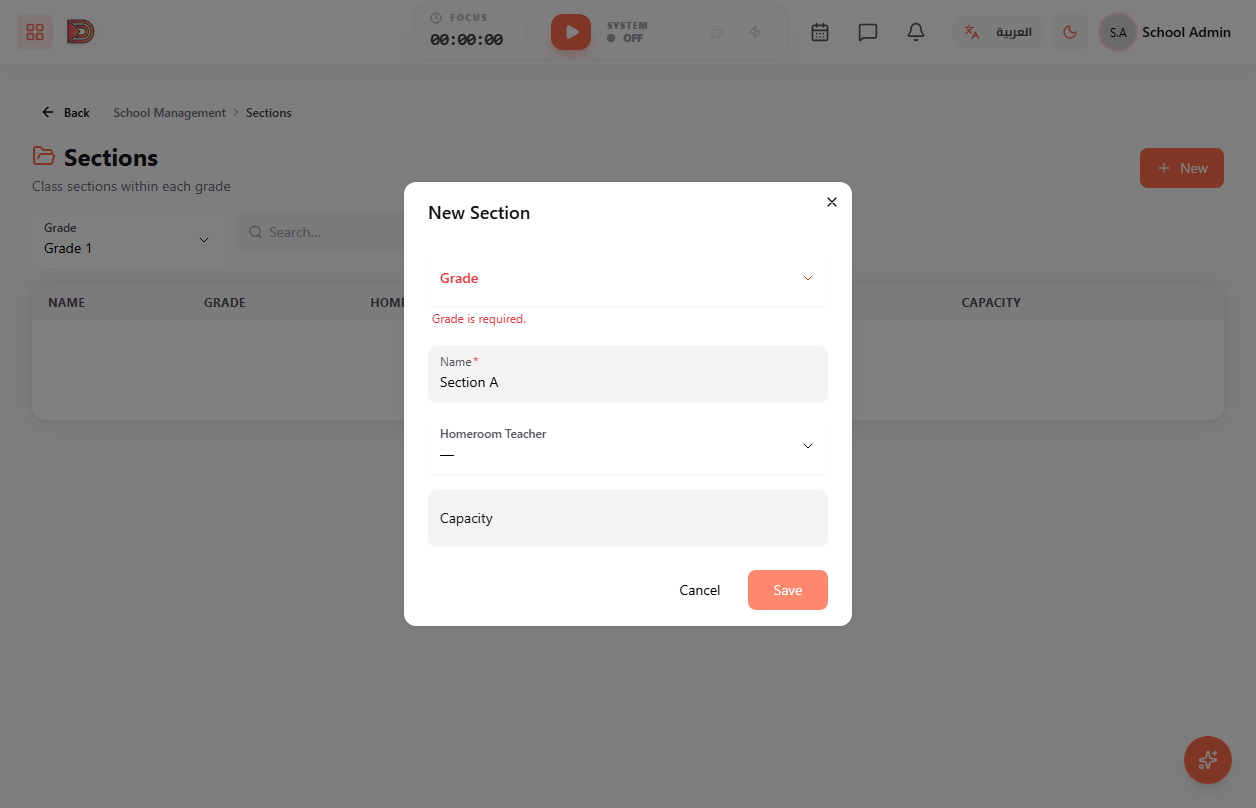 FOCUS
00:00:00
SYSTEM
OFF
العربية
S.A
School Admin
Back
School Management
Sections
Sections
Class sections within each grade
New
Grade
Grade 1
Search...
NAME
GRADE
HOM
CAPACITY
New Section
Grade
Grade is required.
Name*
Section A
Homeroom Teacher
—
Capacity
Cancel
Save